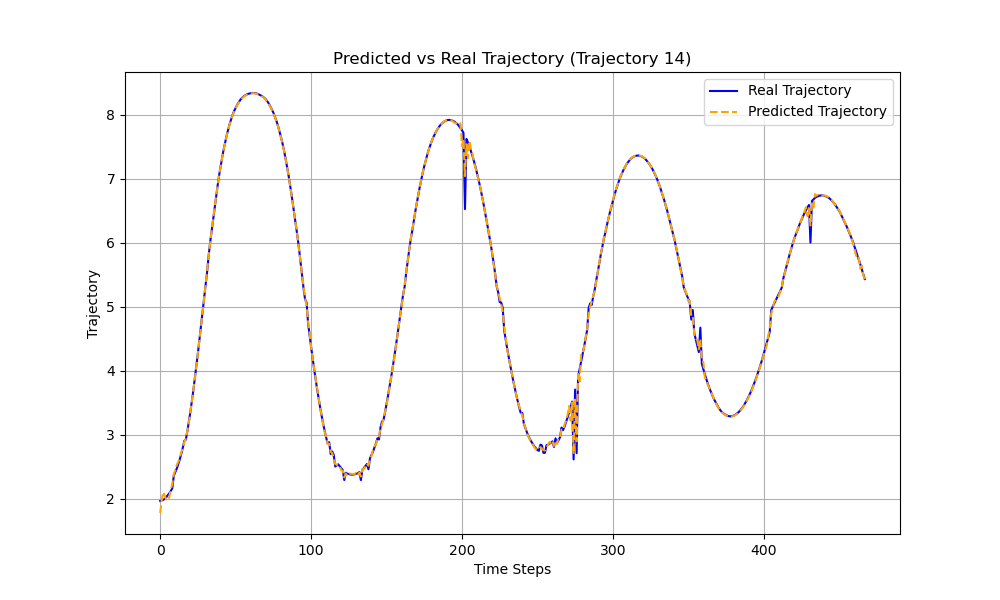 Predicted vs Real Trajectory (Trajectory 14)
Real Trajectory
Predicted Trajectory
Trajectory
8
7
6
5
4
3
2
0 100 200 300 400
Time Steps